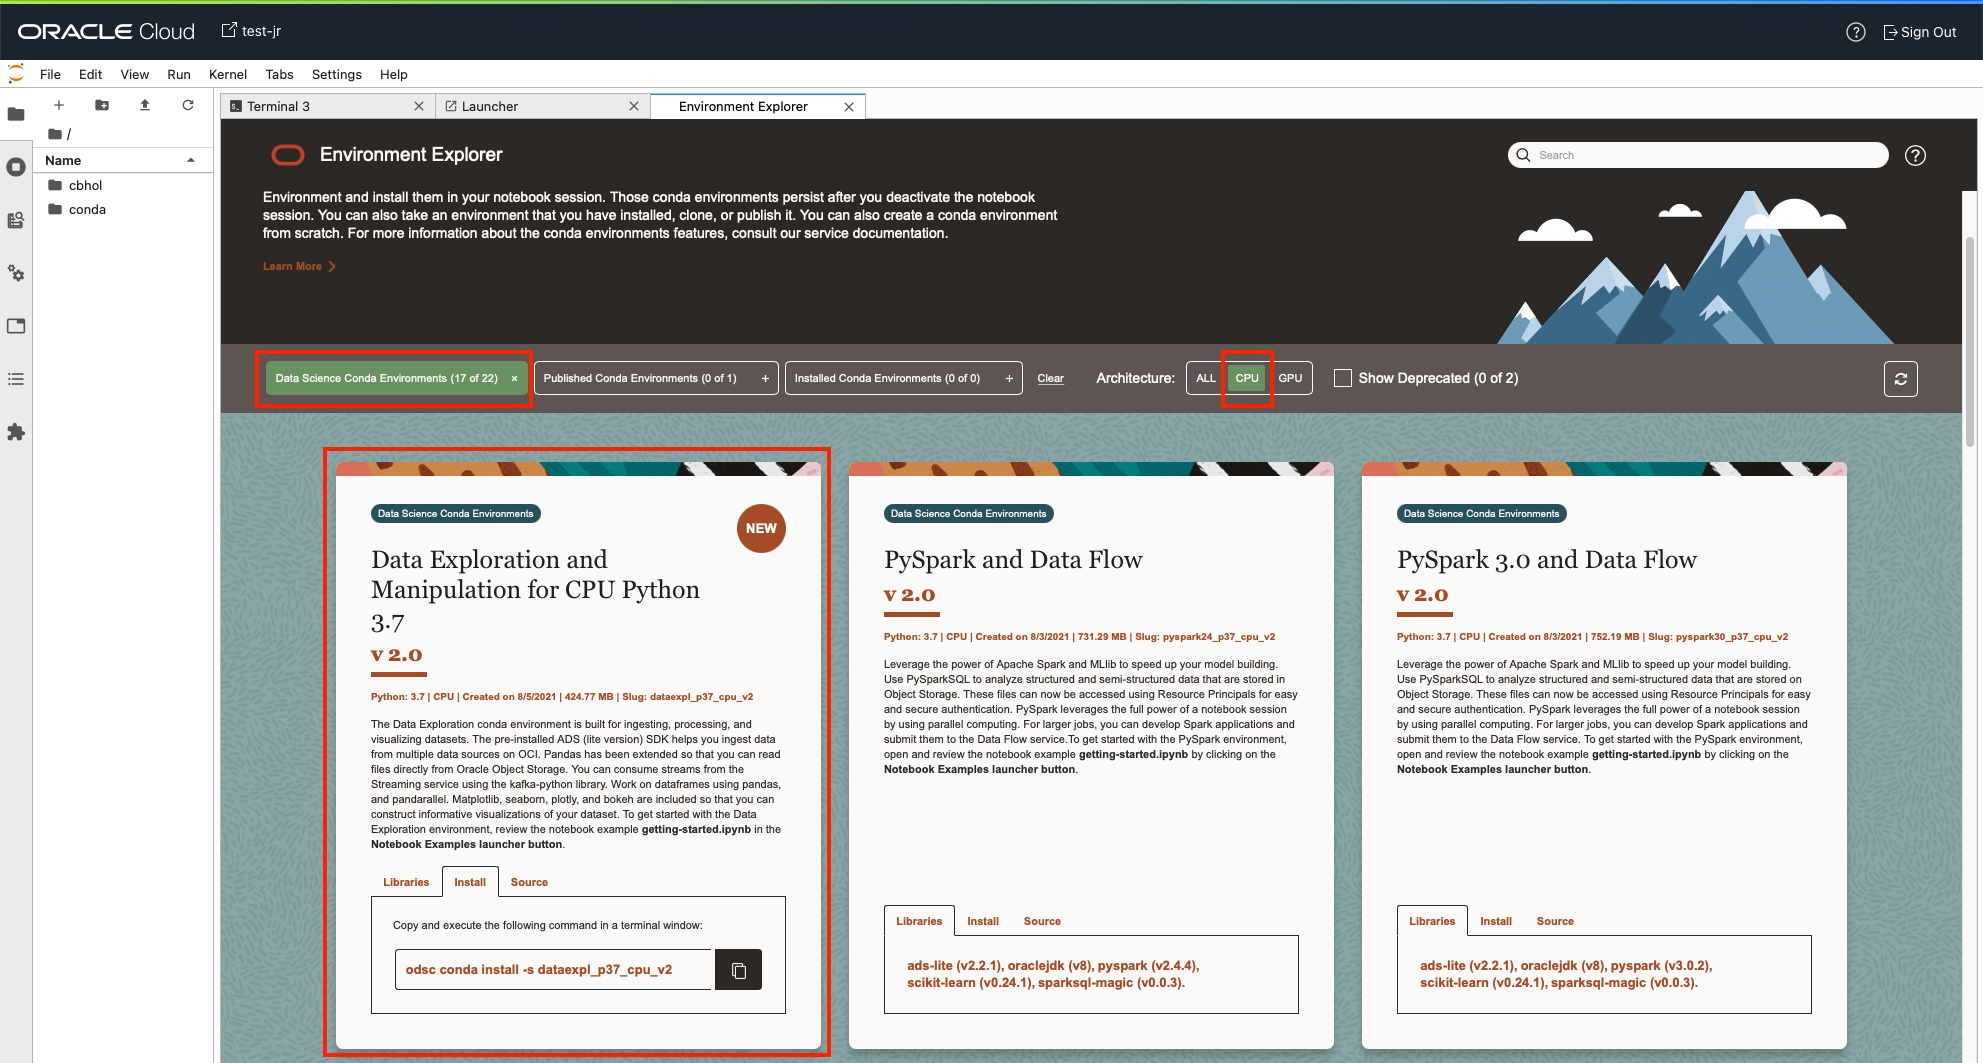 ORACLE Cloud
test-jr
Sign Out
File Edit View Run Kernel Tabs Settings Help
Terminal 3
Launcher
Environment Explorer
/
Name
cbhol
conda
Environment Explorer
Search
Environment and install them in your notebook session. Those conda environments persist after you deactivate the notebook
session. You can also take an environment that you have installed, clone, or publish it. You can also create a conda environment
from scratch. For more information about the conda environments features, consult our service documentation.
Learn More
Data Science Conda Environments (17 of 22) ×
Published Conda Environments (0 of 1) +
Installed Conda Environments (0 of 0) +
Clear
Architecture: ALL CPU GPU
Show Deprecated (0 of 2)
Data Science Conda Environments
NEW
Data Exploration and
Manipulation for CPU Python
3.7
v 2.0
Python: 3.7 | CPU | Created on 8/5/2021 | 424.77 MB | Slug: dataexpl_p37_cpu_v2
The Data Exploration conda environment is built for ingesting, processing, and
visualizing datasets. The pre-installed ADS (lite version) SDK helps you ingest data
from multiple data sources on OCI. Pandas has been extended so that you can read
files directly from Oracle Object Storage. You can consume streams from the
Streaming service using the kafka-python library. Work on dataframes using pandas,
and pandarallel. Matplotlib, seaborn, plotly, and bokeh are included so that you can
construct informative visualizations of your dataset. To get started with the Data
Exploration environment, review the notebook example getting-started.ipynb in the
Notebook Examples launcher button.
Libraries Install Source
Copy and execute the following command in a terminal window:
odsc conda install -s dataexpl_p37_cpu_v2
Data Science Conda Environments
PySpark and Data Flow
v 2.0
Python: 3.7 | CPU | Created on 8/3/2021 | 731.29 MB | Slug: pyspark24_p37_cpu_v2
Leverage the power of Apache Spark and MLlib to speed up your model building.
Use PySparkSQL to analyze structured and semi-structured data that are stored in
Object Storage. These files can now be accessed using Resource Principals for easy
and secure authentication. PySpark leverages the full power of a notebook session
by using parallel computing. For larger jobs, you can develop Spark applications and
submit them to the Data Flow service.To get started with the PySpark environment,
open and review the notebook example getting-started.ipynb by clicking on the
Notebook Examples launcher button.
Libraries Install Source
ads-lite (v2.2.1), oraclejdk (v8), pyspark (v2.4.4),
scikit-learn (v0.24.1), sparksql-magic (v0.0.3).
Data Science Conda Environments
PySpark 3.0 and Data Flow
v 2.0
Python: 3.7 | CPU | Created on 8/3/2021 | 752.19 MB | Slug: pyspark30_p37_cpu_v2
Leverage the power of Apache Spark and MLlib to speed up your model building.
Use PySparkSQL to analyze structured and semi-structured data that are stored on
Object Storage. These files can now be accessed using Resource Principals for easy
and secure authentication. PySpark leverages the full power of a notebook session
by using parallel computing. For larger jobs, you can develop Spark applications and
submit them to the Data Flow service. To get started with the PySpark environment,
open and review the notebook example getting-started.ipynb by clicking on the
Notebook Examples launcher button.
Libraries Install Source
ads-lite (v2.2.1), oraclejdk (v8), pyspark (v3.0.2),
scikit-learn (v0.24.1), sparksql-magic (v0.0.3).